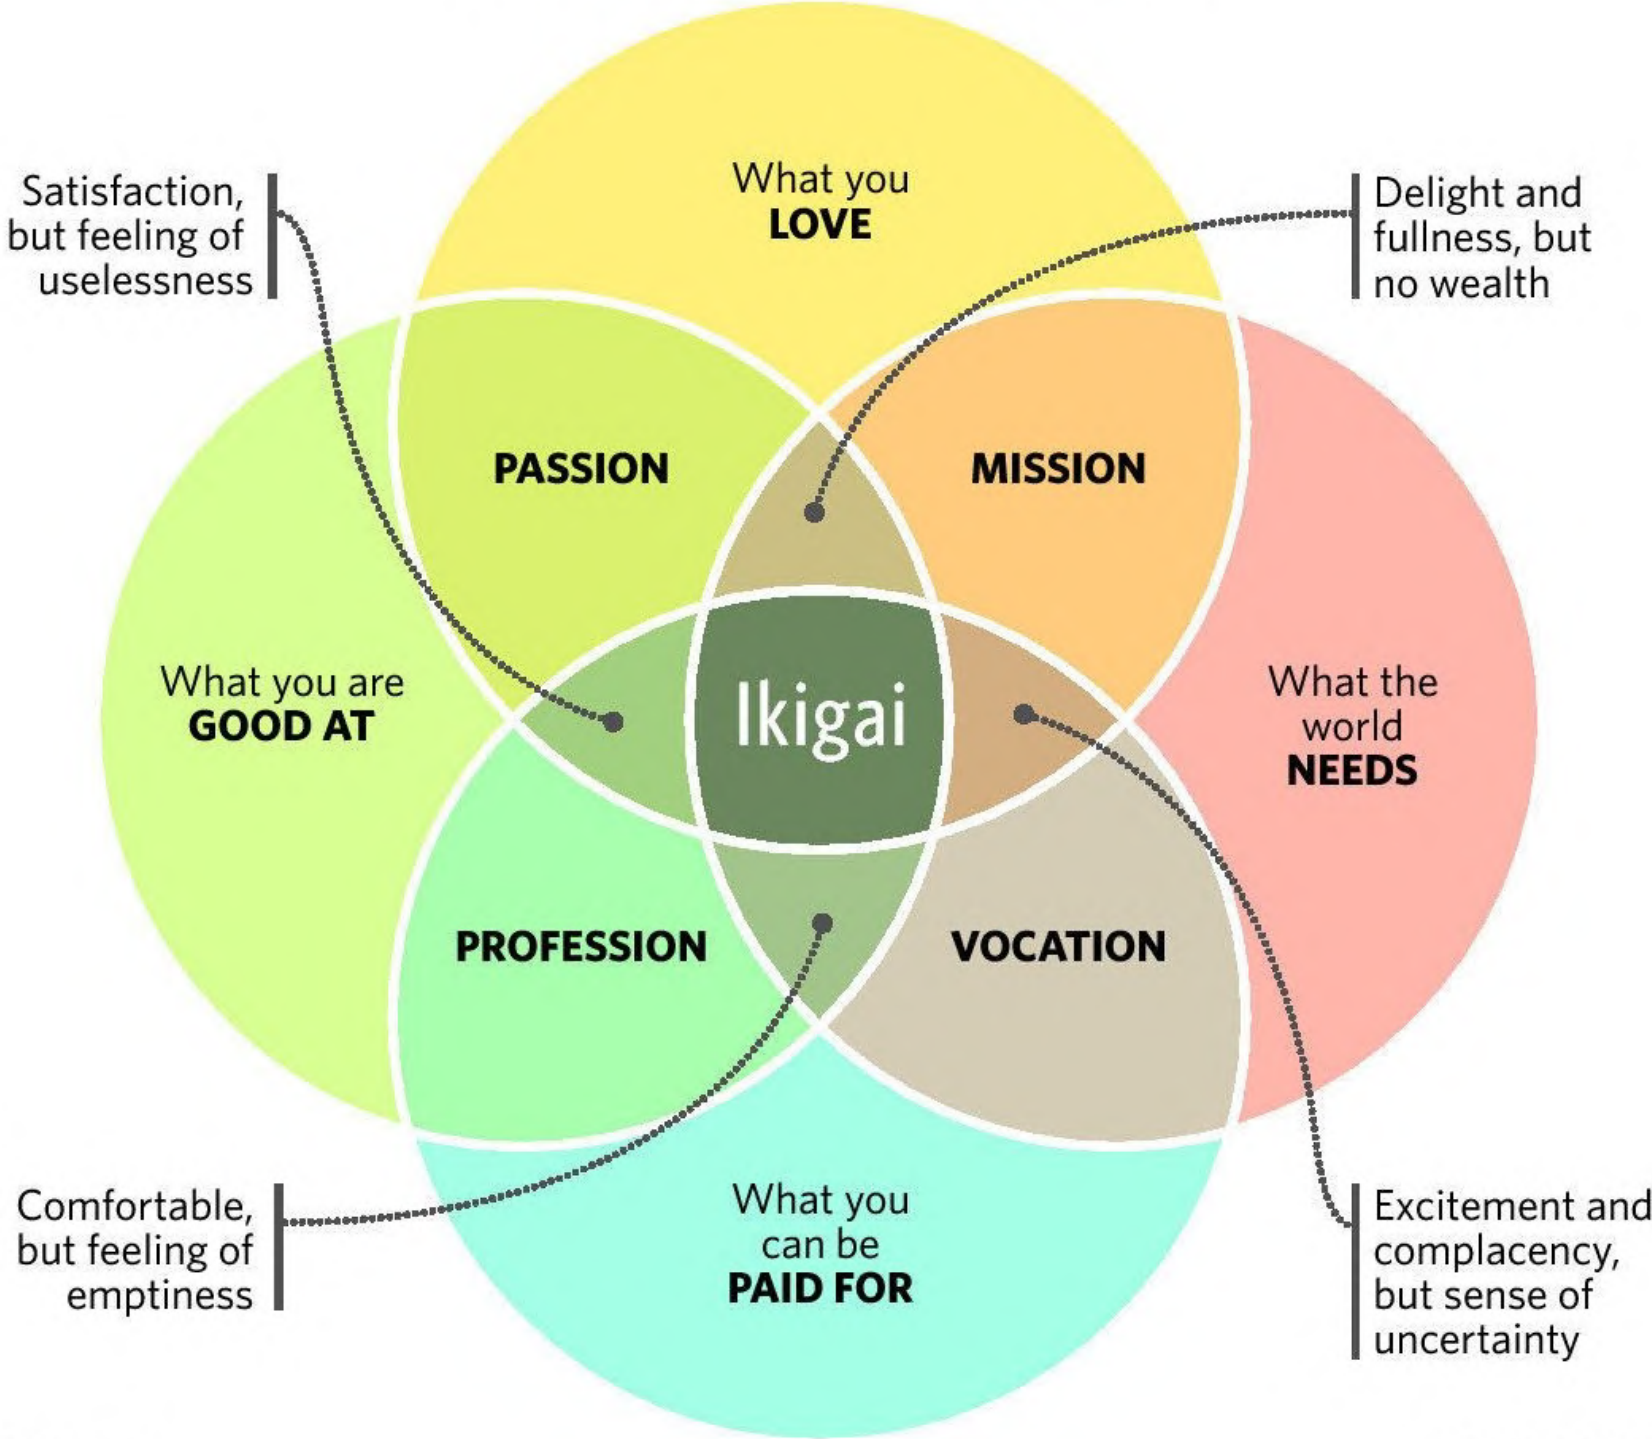 What you
LOVE
Satisfaction,
but feeling of
uselessness
Delight and
fullness, but
no wealth
PASSION
MISSION
What you are
GOOD AT
Ikigai
What the
world
NEEDS
PROFESSION
VOCATION
Comfortable,
but feeling of
emptiness
What you
can be
PAID FOR
Excitement and
complacency,
but sense of
uncertainty